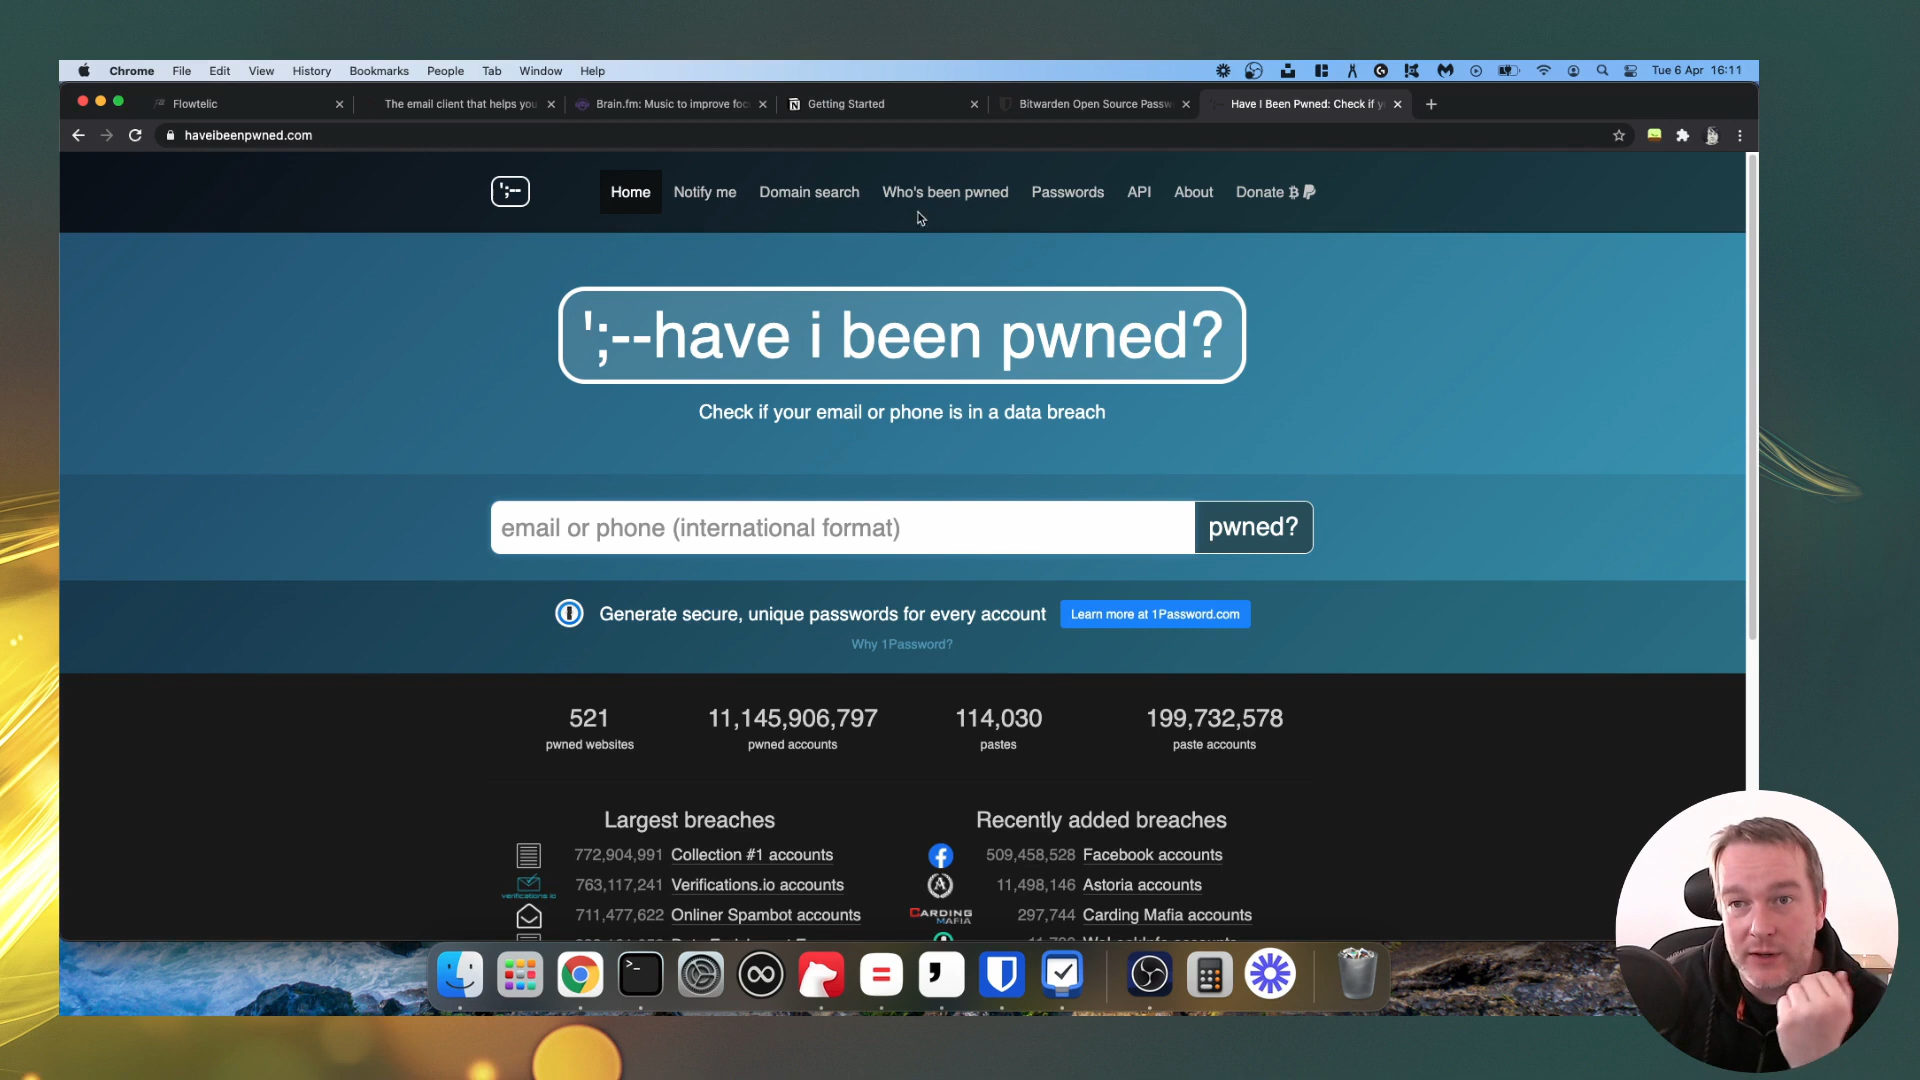 Chrome File Edit View History Bookmarks People Tab Window Help Tue 6 Apr 16:11
Flowtelic The email client that helps you Brain.fm: Music to improve foc Getting Started Bitwarden Open Source Passw Have I Been Pwned: Check if y
haveibeenpwned.com
';-- Home Notify me Domain search Who's been pwned Passwords API About Donate
';--have i been pwned?
Check if your email or phone is in a data breach
email or phone (international format) pwned?
Generate secure, unique passwords for every account Learn more at 1Password.com
Why 1Password?
521 11,145,906,797 114,030 199,732,578
pwned websites pwned accounts pastes paste accounts
Largest breaches Recently added breaches
772,904,991 Collection #1 accounts 509,458,528 Facebook accounts
763,117,241 Verifications.io accounts 11,498,146 Astoria accounts
verifications.io
711,477,622 Onliner Spambot accounts CARDING MAFIA 297,744 Carding Mafia accounts